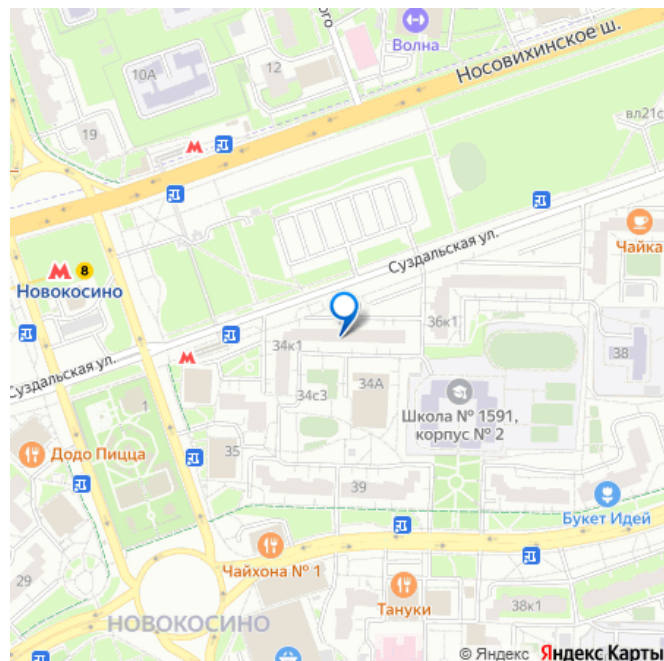 ого
Волна
12
10А
Носовихинское ш.
вл21с
19
Чайка
Суздальская ул.
8
Новокосино
36к1
34к1
38
Суздальская ул.
34А
34с3
Школа № 1591,
корпус № 2
1
35
Додо Пицца
39
Букет Идей
Чайхона № 1
29
Тануки
38к1
НОВОКОСИНО
© Яндекс Яндекс Карты